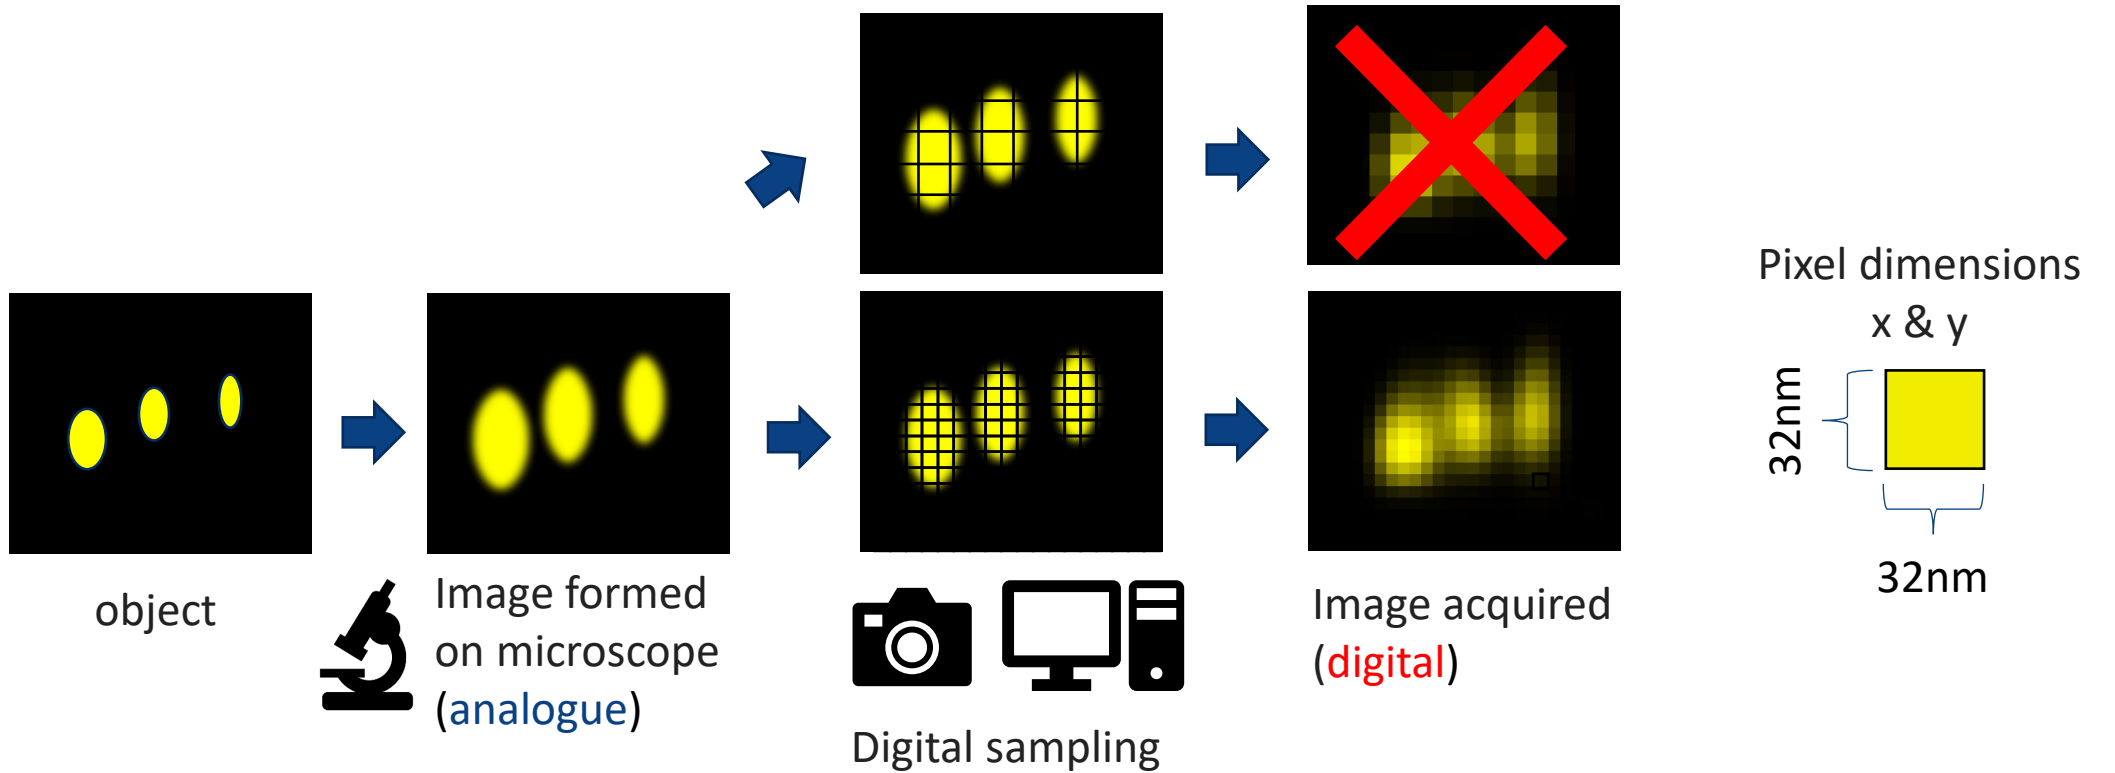 object
Image formed
on microscope
(analogue)
Digital sampling
Image acquired
(digital)
Pixel dimensions
x & y
32nm
32nm